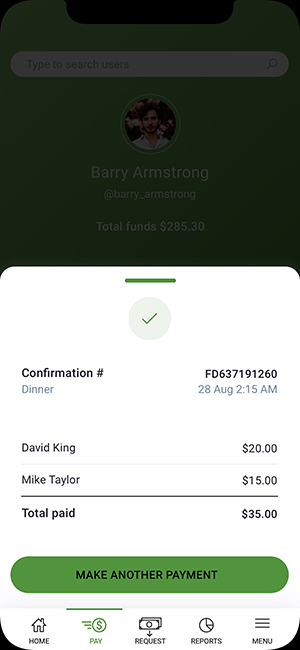 Type to search users
Barry Armstrong
@barry_armstrong
Total funds $285.30
Confirmation # FD637191260
Dinner 28 Aug 2:15 AM
David King $20.00
Mike Taylor $15.00
Total paid $35.00
MAKE ANOTHER PAYMENT
HOME PAY REQUEST REPORTS MENU